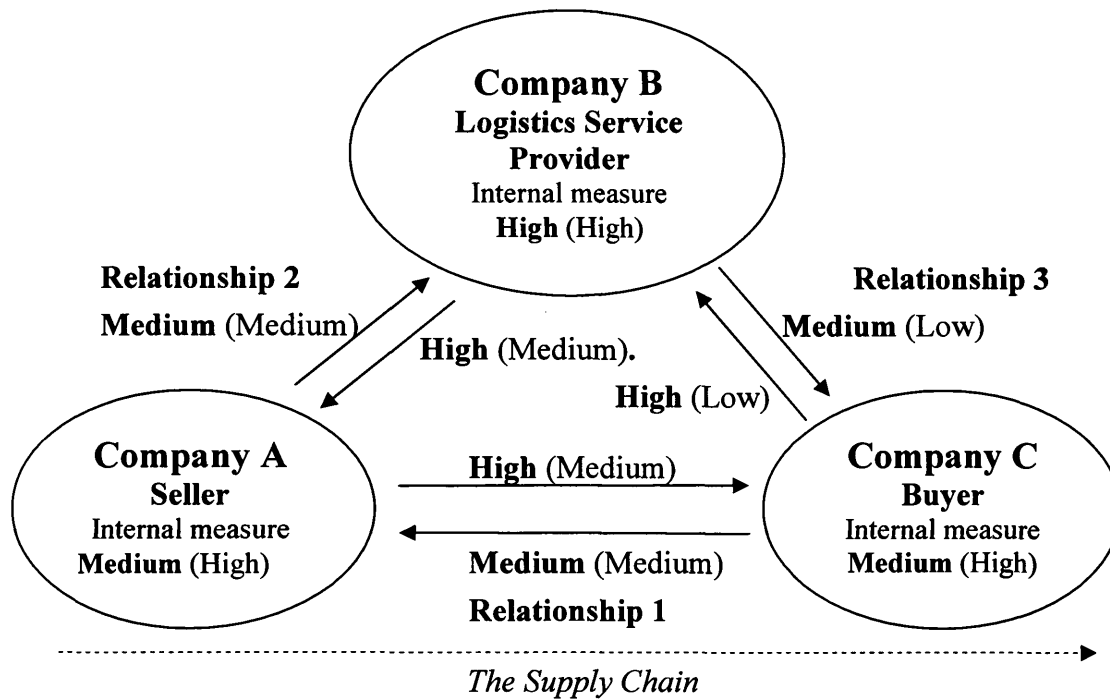 Company B
Logistics Service
Provider
Internal measure
High (High)
Relationship 2
Medium (Medium)
High (Medium).
Relationship 3
Medium (Low)
High (Low)
Company A
Seller
Internal measure
Medium (High)
High (Medium)
Medium (Medium)
Relationship 1
Company C
Buyer
Internal measure
Medium (High)
The Supply Chain